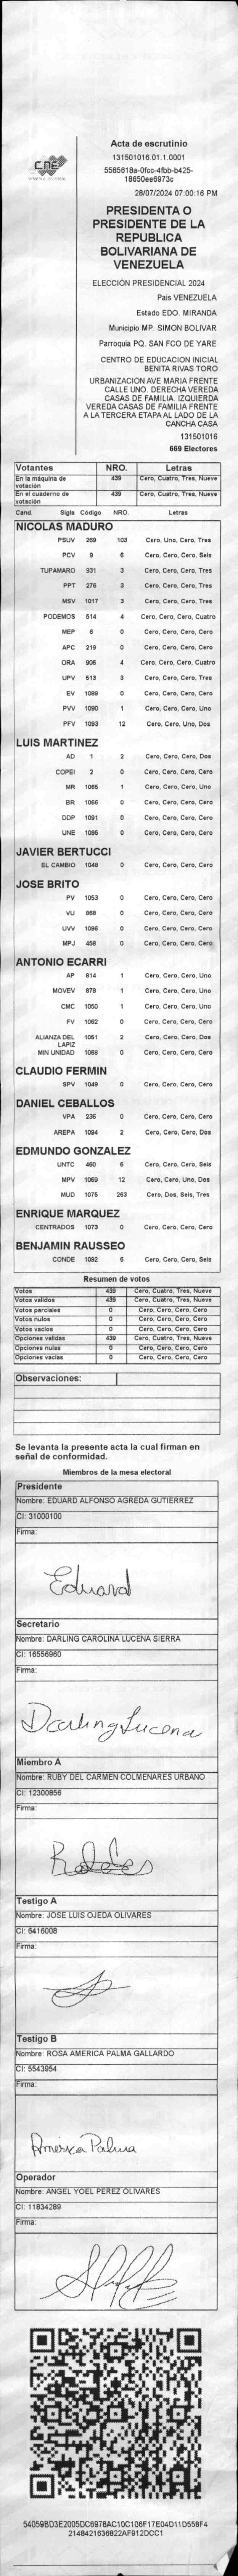 CNE
Acta de escrutinio
131501016.01.1.0001
5585618a-0fcc-4fbb-b425-
18650ee6973c
28/07/2024 07:00:16 PM
PRESIDENTA O
PRESIDENTE DE LA
REPUBLICA
BOLIVARIANA DE
VENEZUELA
ELECCIÓN PRESIDENCIAL 2024
Pais VENEZUELA
Estado EDO. MIRANDA
Municipio MP. SIMON BOLIVAR
Parroquia PQ. SAN FCO DE YARE
CENTRO DE EDUCACION INICIAL
BENITA RIVAS TORO
URBANIZACION AVE MARIA FRENTE
CALLE UNO. DERECHA VEREDA
CASAS DE FAMILIA. IZQUIERDA
VEREDA CASAS DE FAMILIA FRENTE
A LA TERCERA ETAPA AL LADO DE LA
CANCHA CASA
131501016
669 Electores
Votantes NRO. Letras
En la máquina de votación 439 Cero, Cuatro, Tres, Nueve
En el cuaderno de votación 439 Cero, Cuatro, Tres, Nueve
Cand. Sigla Código NRO. Letras
NICOLAS MADURO
PSUV 269 103 Cero, Uno, Cero, Tres
PCV 9 6 Cero, Cero, Cero, Seis
TUPAMARO 931 3 Cero, Cero, Cero, Tres
PPT 276 3 Cero, Cero, Cero, Tres
MSV 1017 3 Cero, Cero, Cero, Tres
PODEMOS 514 4 Cero, Cero, Cero, Cuatro
MEP 6 0 Cero, Cero, Cero, Cero
APC 219 0 Cero, Cero, Cero, Cero
ORA 906 4 Cero, Cero, Cero, Cuatro
UPV 513 3 Cero, Cero, Cero, Tres
EV 1089 0 Cero, Cero, Cero, Cero
PVV 1090 1 Cero, Cero, Cero, Uno
PFV 1093 12 Cero, Cero, Uno, Dos
LUIS MARTINEZ
AD 1 2 Cero, Cero, Cero, Dos
COPEI 2 0 Cero, Cero, Cero, Cero
MR 1065 1 Cero, Cero, Cero, Uno
BR 1066 0 Cero, Cero, Cero, Cero
DDP 1091 0 Cero, Cero, Cero, Cero
UNE 1095 0 Cero, Cero, Cero, Cero
JAVIER BERTUCCI
EL CAMBIO 1048 0 Cero, Cero, Cero, Cero
JOSE BRITO
PV 1053 0 Cero, Cero, Cero, Cero
VU 868 0 Cero, Cero, Cero, Cero
UVV 1096 0 Cero, Cero, Cero, Cero
MPJ 458 0 Cero, Cero, Cero, Cero
ANTONIO ECARRI
AP 814 1 Cero, Cero, Cero, Uno
MOVEV 878 1 Cero, Cero, Cero, Uno
CMC 1050 1 Cero, Cero, Cero, Uno
FV 1062 0 Cero, Cero, Cero, Cero
ALIANZA DEL LAPIZ 1051 2 Cero, Cero, Cero, Dos
MIN UNIDAD 1068 0 Cero, Cero, Cero, Cero
CLAUDIO FERMIN
SPV 1049 0 Cero, Cero, Cero, Cero
DANIEL CEBALLOS
VPA 236 0 Cero, Cero, Cero, Cero
AREPA 1094 2 Cero, Cero, Cero, Dos
EDMUNDO GONZALEZ
UNTC 460 6 Cero, Cero, Cero, Seis
MPV 1069 12 Cero, Cero, Uno, Dos
MUD 1075 263 Cero, Dos, Seis, Tres
ENRIQUE MARQUEZ
CENTRADOS 1073 0 Cero, Cero, Cero, Cero
BENJAMIN RAUSSEO
CONDE 1092 6 Cero, Cero, Cero, Seis
Resumen de votos
Votos 439 Cero, Cuatro, Tres, Nueve
Votos validos 439 Cero, Cuatro, Tres, Nueve
Votos parciales 0 Cero, Cero, Cero, Cero
Votos nulos 0 Cero, Cero, Cero, Cero
Votos vacios 0 Cero, Cero, Cero, Cero
Opciones validas 439 Cero, Cuatro, Tres, Nueve
Opciones nulas 0 Cero, Cero, Cero, Cero
Opciones vacias 0 Cero, Cero, Cero, Cero
Observaciones:
Se levanta la presente acta la cual firman en
señal de conformidad.
Miembros de la mesa electoral
Presidente
Nombre: EDUARD ALFONSO AGREDA GUTIERREZ
CI: 31000100
Firma:
Eduard
Secretario
Nombre: DARLING CAROLINA LUCENA SIERRA
CI: 16556960
Firma:
Darling Lucena
Miembro A
Nombre: RUBY DEL CARMEN COLMENARES URBANO
CI: 12300856
Firma:
Testigo A
Nombre: JOSE LUIS OJEDA OLIVARES
CI: 6416008
Firma:
Testigo B
Nombre: ROSA AMERICA PALMA GALLARDO
CI: 5543954
Firma:
America Palma
Operador
Nombre: ANGEL YOEL PEREZ OLIVARES
CI: 11834289
Firma:
54059BD3E2005DC6978AC10C106F17E04D11D558F4
2148421636822AF912DCC1